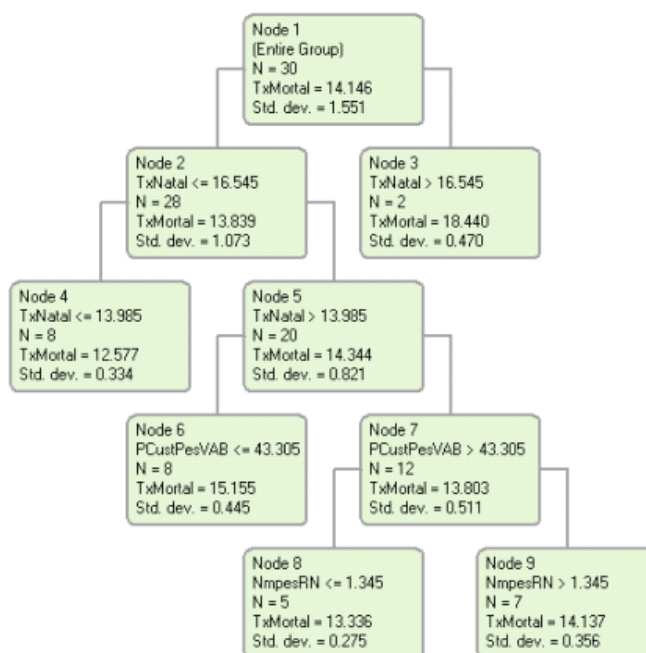 Node 1
(Entire Group)
N = 30
TxMortal = 14.146
Std. dev. = 1.551
Node 2
TxNatal <= 16.545
N = 28
TxMortal = 13.839
Std. dev. = 1.073
Node 3
TxNatal > 16.545
N = 2
TxMortal = 18.440
Std. dev. = 0.470
Node 4
TxNatal <= 13.985
N = 8
TxMortal = 12.577
Std. dev. = 0.334
Node 5
TxNatal > 13.985
N = 20
TxMortal = 14.344
Std. dev. = 0.821
Node 6
PCustPesVAB <= 43.305
N = 8
TxMortal = 15.155
Std. dev. = 0.445
Node 7
PCustPesVAB > 43.305
N = 12
TxMortal = 13.803
Std. dev. = 0.511
Node 8
NmpesRN <= 1.345
N = 5
TxMortal = 13.336
Std. dev. = 0.275
Node 9
NmpesRN > 1.345
N = 7
TxMortal = 14.137
Std. dev. = 0.356